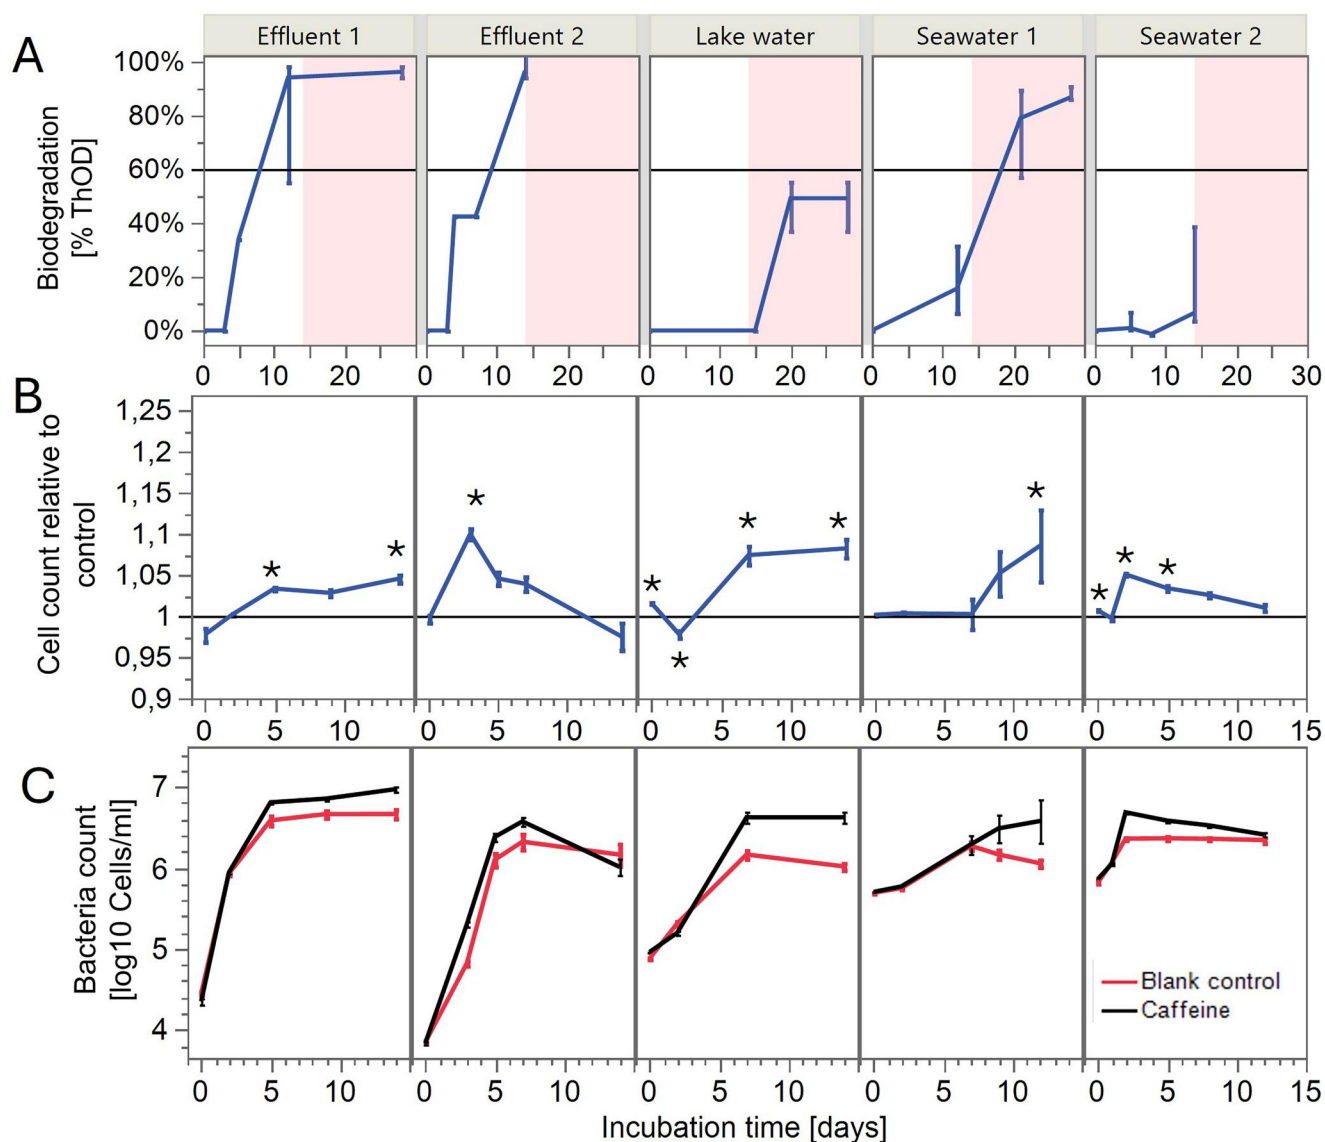 A
Effluent 1 Effluent 2 Lake water Seawater 1 Seawater 2
Biodegradation
[% ThOD]
100%
80%
60%
40%
20%
0%
0 10 20 0 10 20 0 10 20 0 10 20 0 10 20 30
B
Cell count relative to
control
1,25
1,2
1,15
1,1
1,05
1
0,95
0,9
* * * * * * * * * * *
0 5 10 0 5 10 0 5 10 0 5 10 0 5 10 15
C
Bacteria count
[log10 Cells/ml]
7
6
5
4
Blank control
Caffeine
0 5 10 0 5 10 0 5 10 0 5 10 0 5 10 15
Incubation time [days]